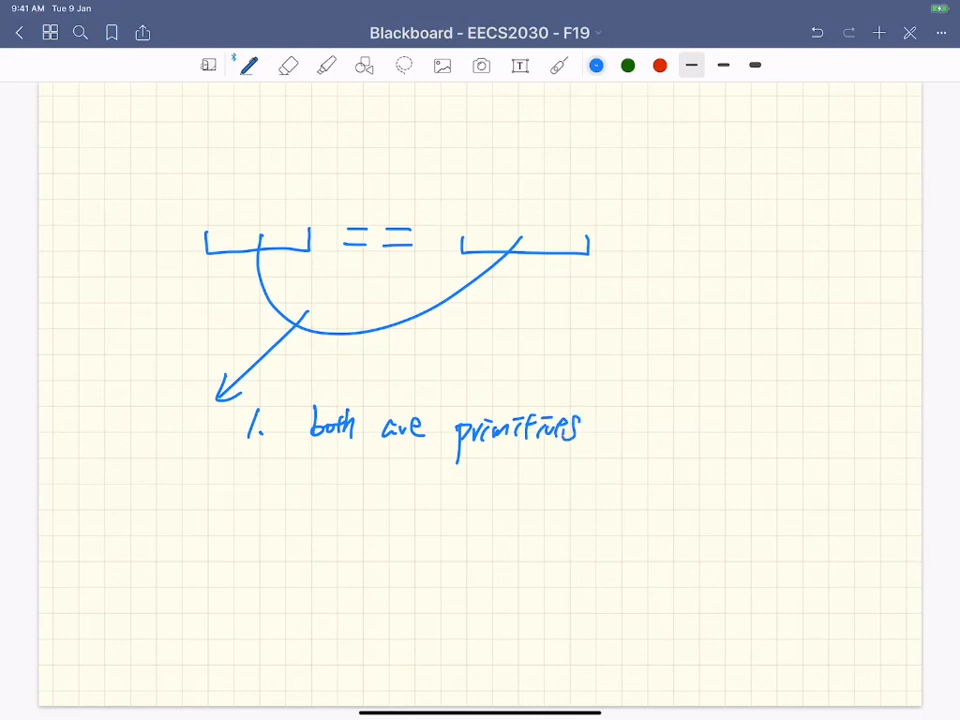 9:41 AM Tue 9 Jan
Blackboard - EECS2030 - F19
T
==
1. both are primitives